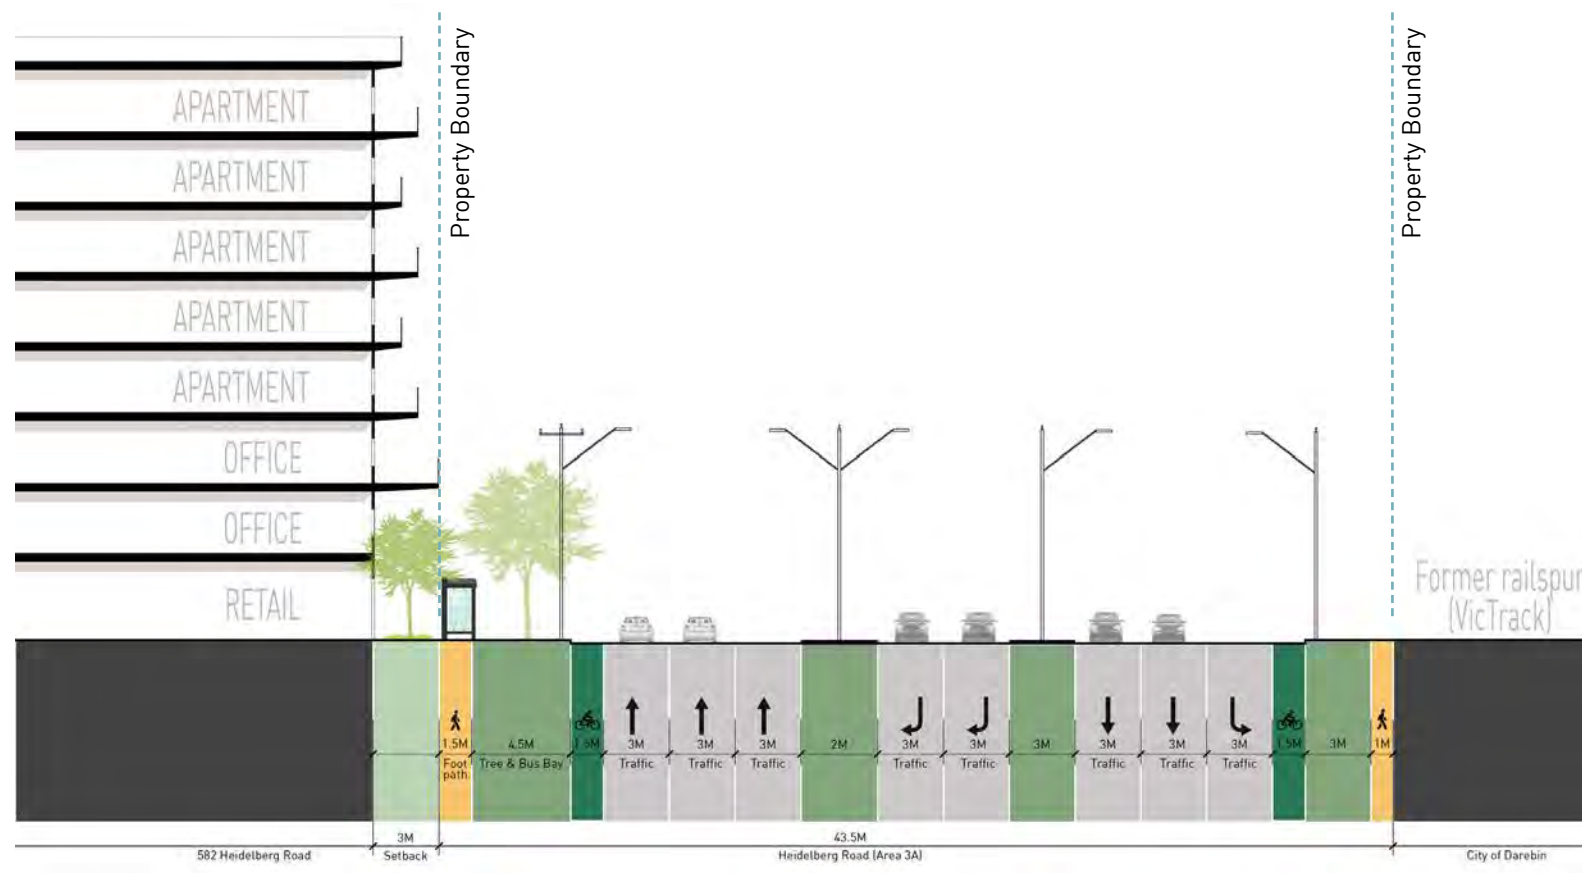 Property Boundary
Property Boundary
APARTMENT
APARTMENT
APARTMENT
APARTMENT
APARTMENT
OFFICE
OFFICE
RETAIL
Former railspur
(VicTrack)
1.5M
4.5M
1.5M
3M
3M
3M
2M
3M
3M
3M
3M
3M
3M
1.5M
3M
1M
Foot
path
Tree & Bus Bay
Traffic
Traffic
Traffic
Traffic
Traffic
Traffic
Traffic
Traffic
3M
43.5M
582 Heidelberg Road
Setback
Heidelberg Road (Area 3A)
City of Darebin